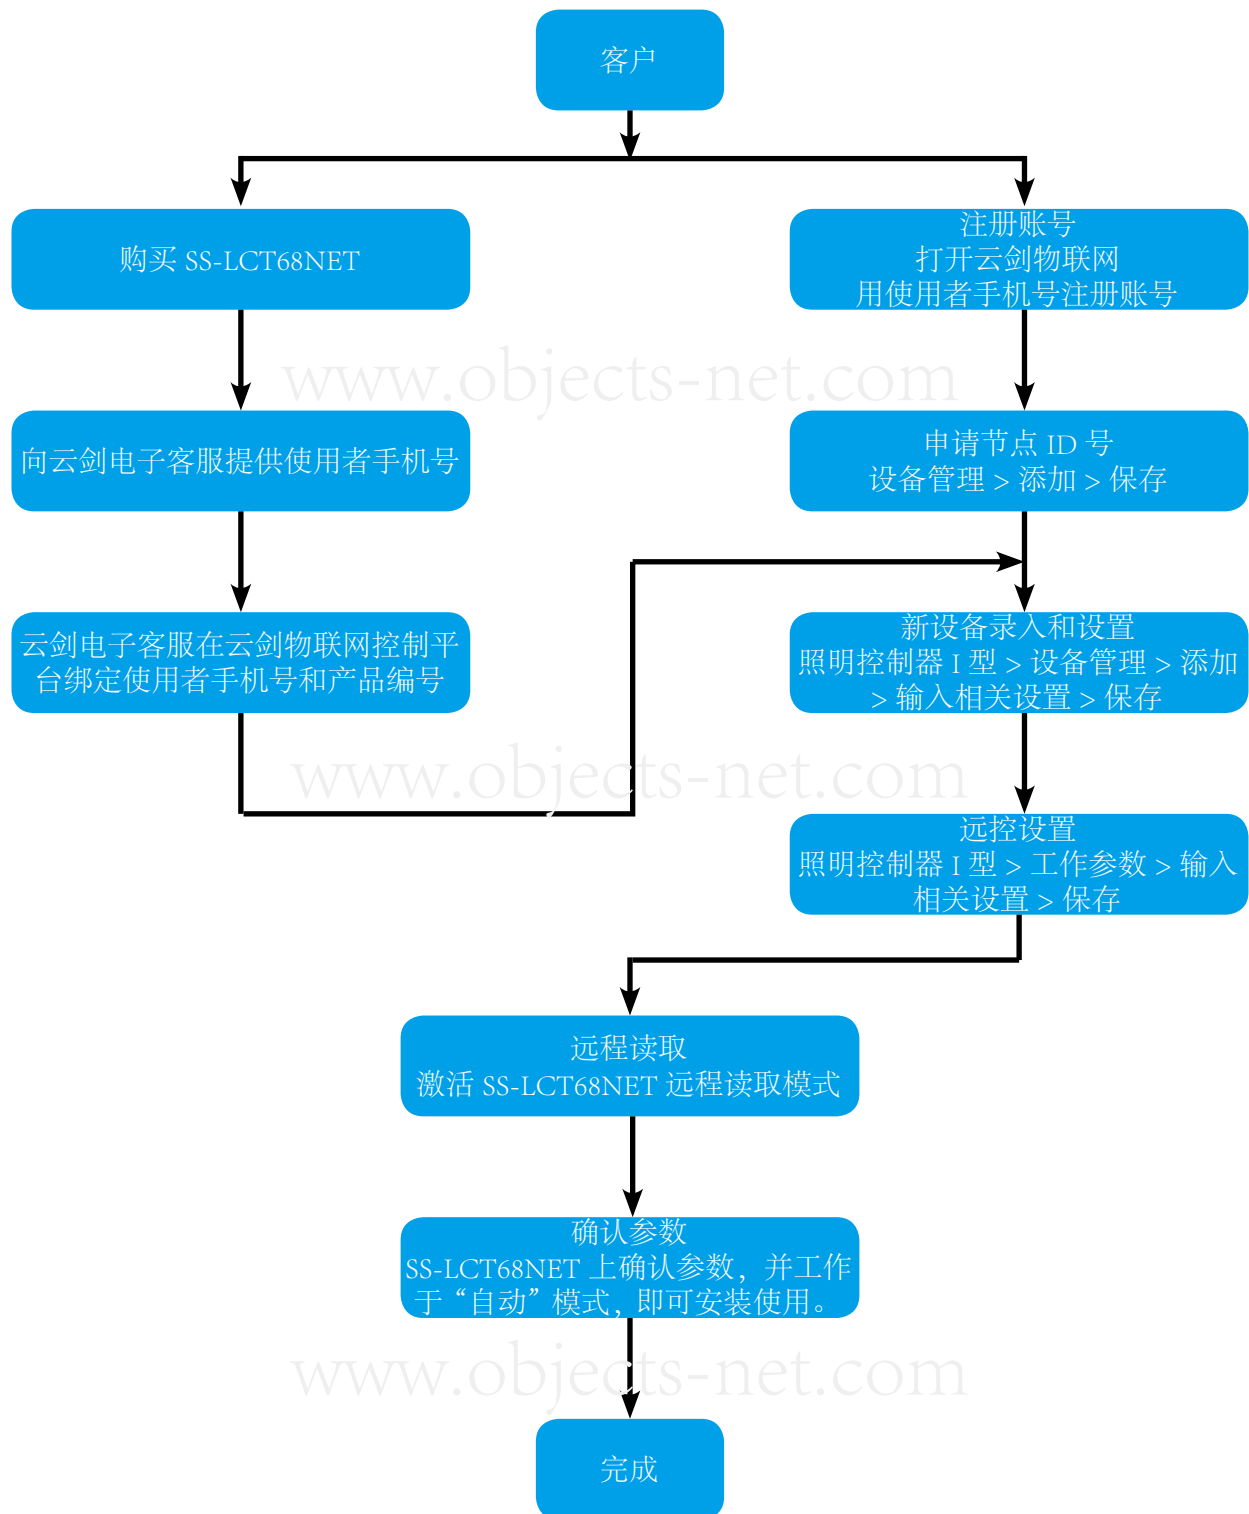 客户
购买 SS-LCT68NET
注册账号
打开云剑物联网
用使用者手机号注册账号
www.objects-net.com
向云剑电子客服提供使用者手机号
申请节点 ID 号
设备管理 > 添加 > 保存
云剑电子客服在云剑物联网控制平
台绑定使用者手机号和产品编号
新设备录入和设置
照明控制器 I 型 > 设备管理 > 添加
> 输入相关设置 > 保存
www.objects-net.com
远控设置
照明控制器 I 型 > 工作参数 > 输入
相关设置 > 保存
远程读取
激活 SS-LCT68NET 远程读取模式
确认参数
SS-LCT68NET 上确认参数，并工作
于“自动”模式，即可安装使用。
www.objects-net.com
完成